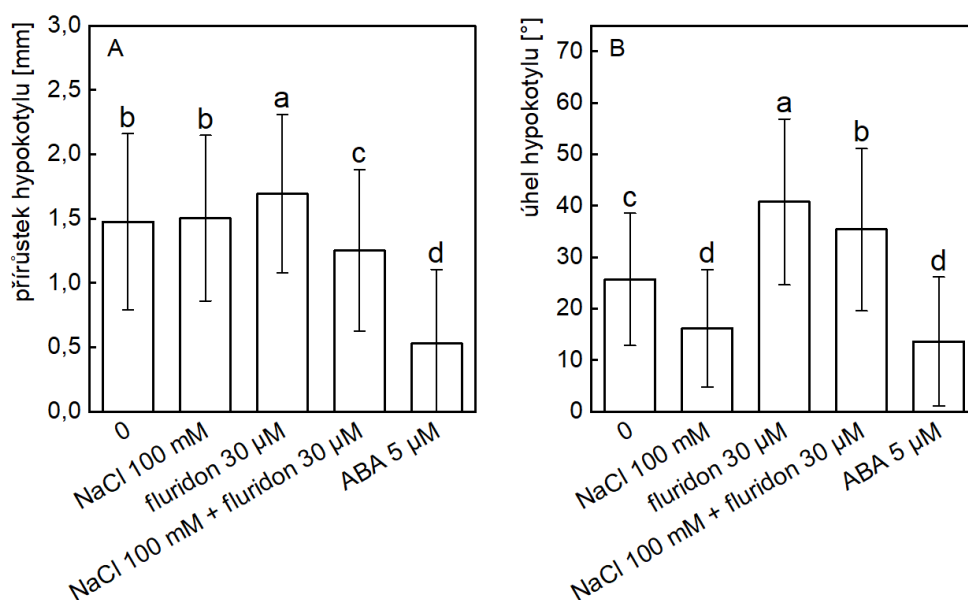 A
přírůstek hypokotylu [mm]
3,0
2,5
2,0
1,5
1,0
0,5
0,0
b
b
a
c
d
0
NaCl 100 mM
fluridon 30 µM
NaCl 100 mM + fluridon 30 µM
ABA 5 µM
B
úhel hypokotylu [°]
70
60
50
40
30
20
10
0
c
d
a
b
d
0
NaCl 100 mM
fluridon 30 µM
NaCl 100 mM + fluridon 30 µM
ABA 5 µM